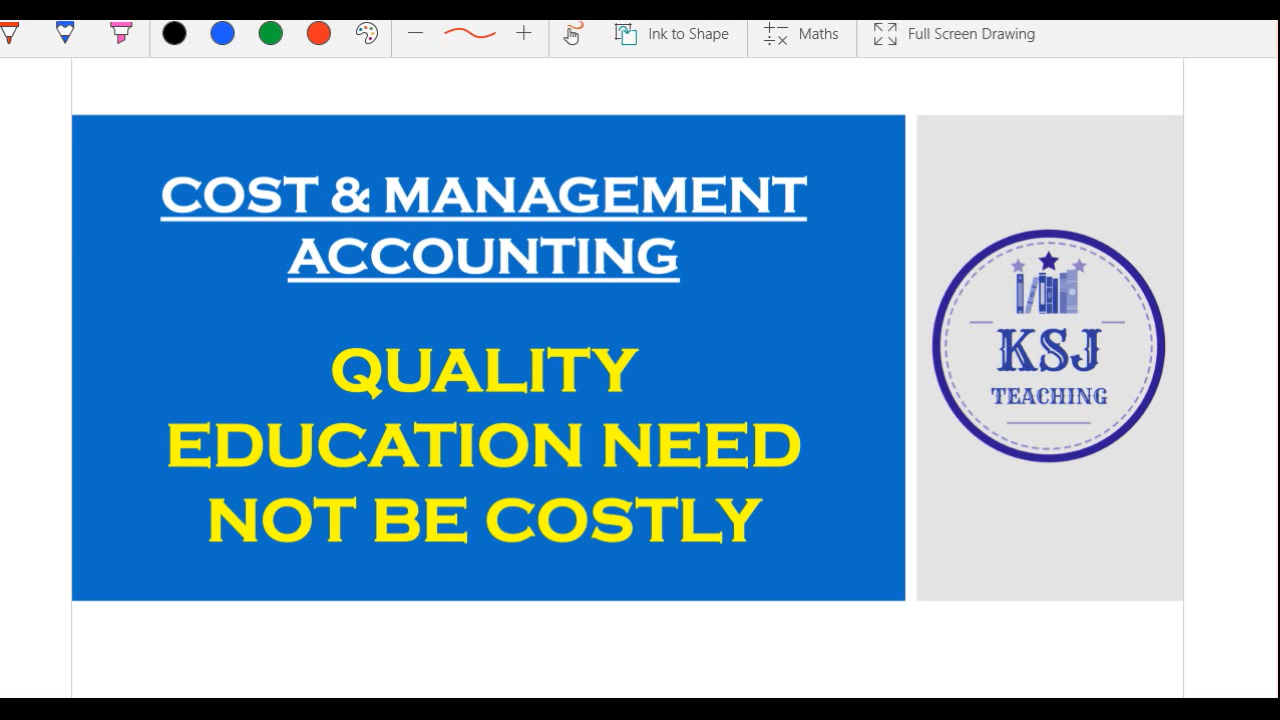 Ink to Shape Maths Full Screen Drawing
COST & MANAGEMENT
ACCOUNTING
QUALITY
EDUCATION NEED
NOT BE COSTLY
KSJ
TEACHING